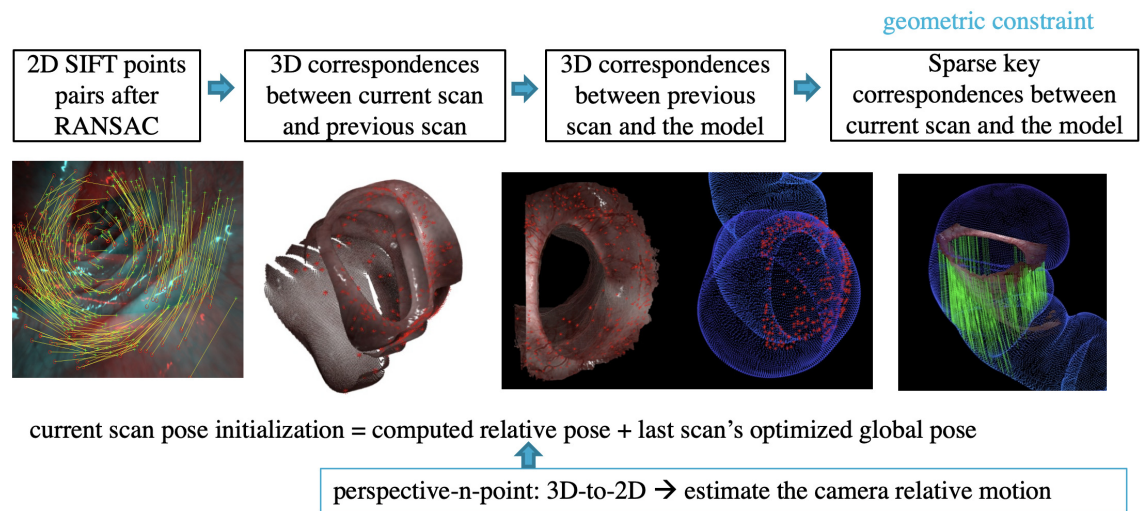 geometric constraint
2D SIFT points
pairs after
RANSAC
3D correspondences
between current scan
and previous scan
3D correspondences
between previous
scan and the model
Sparse key
correspondences between
current scan and the model
current scan pose initialization = computed relative pose + last scan’s optimized global pose
perspective-n-point: 3D-to-2D → estimate the camera relative motion